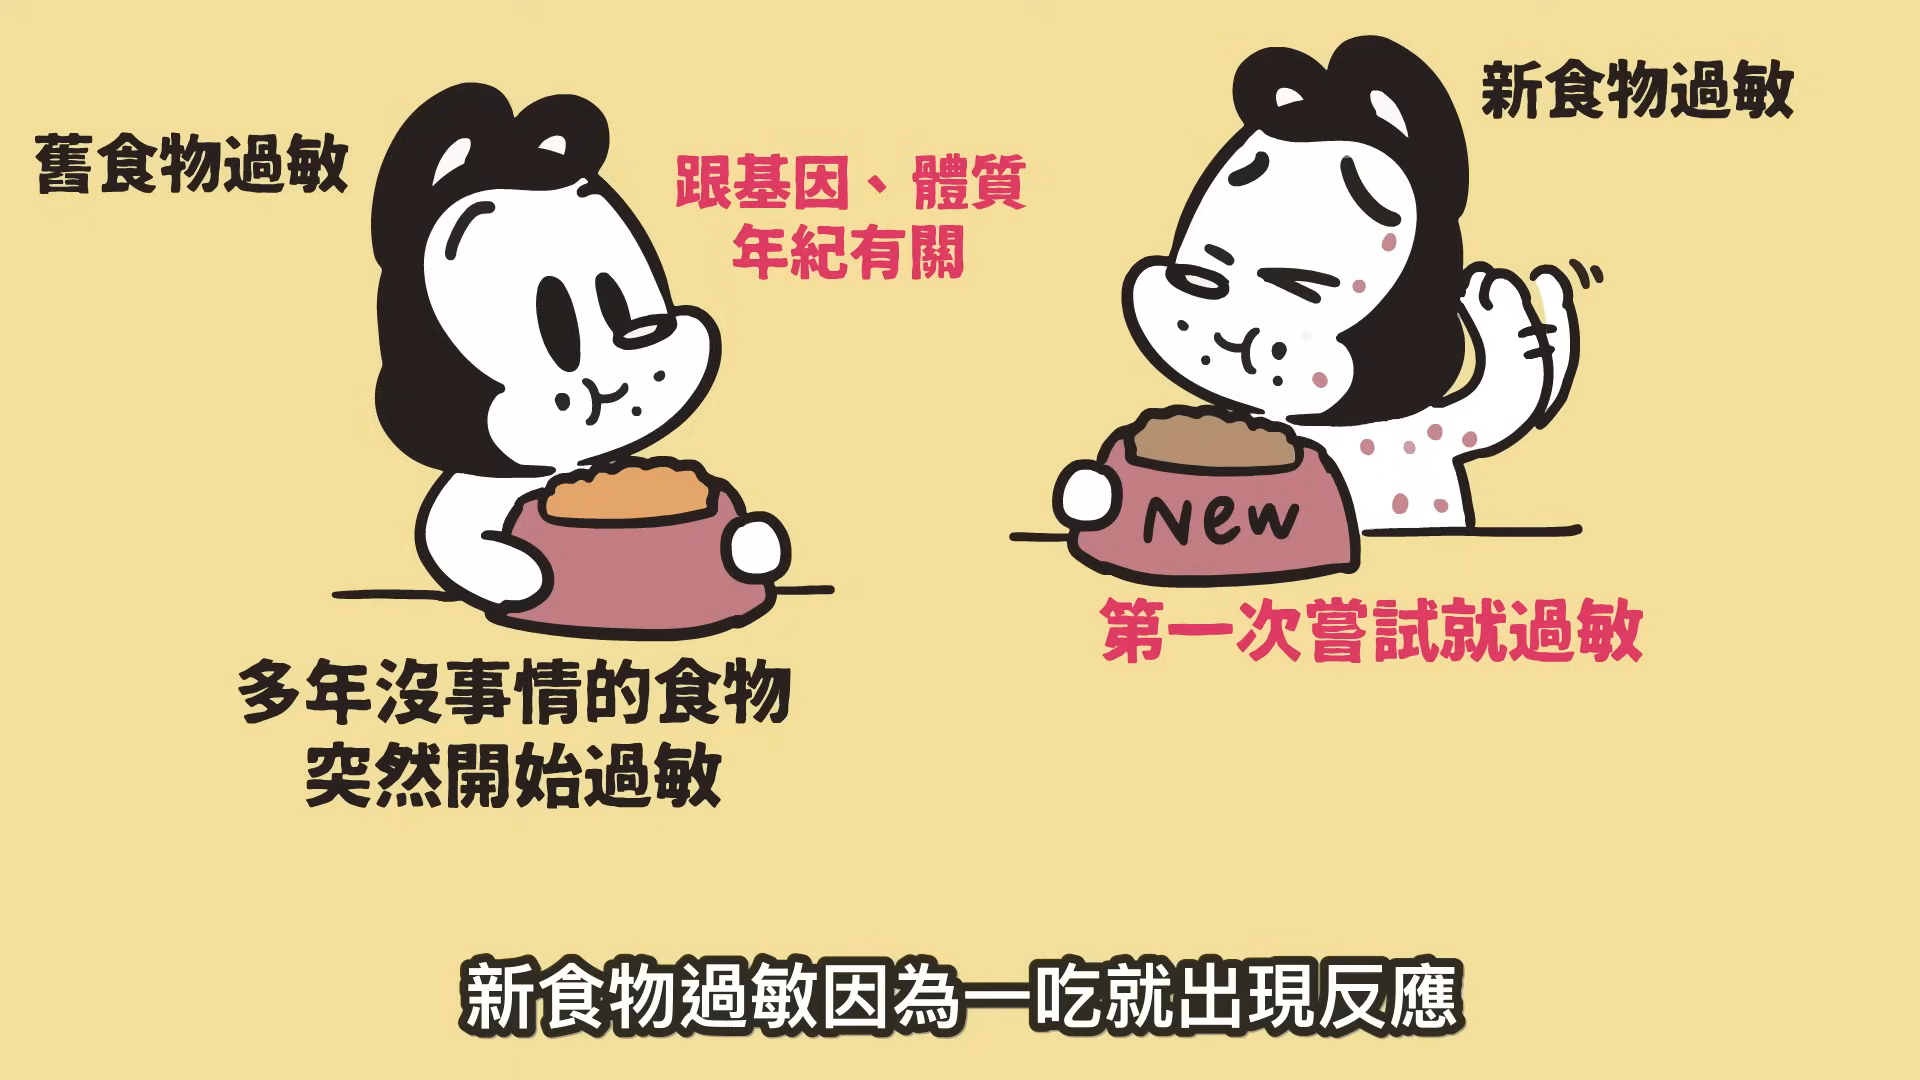 舊食物過敏
跟基因、體質
年紀有關
多年沒事情的食物
突然開始過敏
新食物過敏
New
第一次嘗試就過敏
新食物過敏因為一吃就出現反應